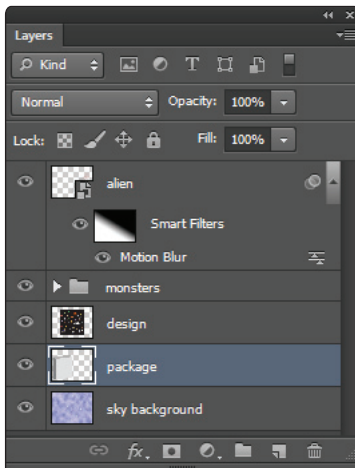 Layers
Kind
T
Normal Opacity: 100%
Lock: Fill: 100%
alien
Smart Filters
Motion Blur
monsters
design
package
sky background
fx.